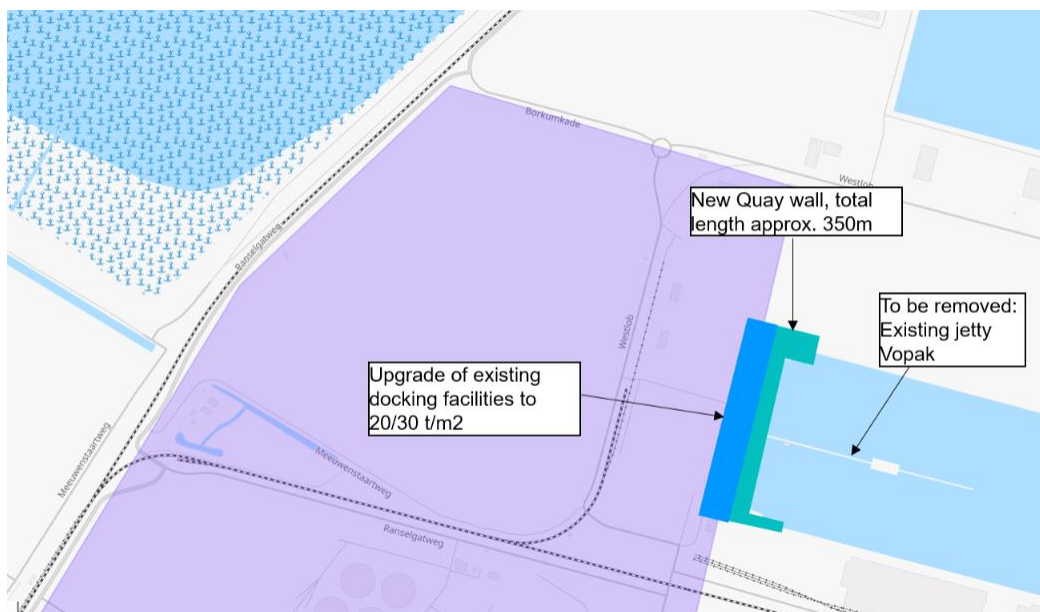 Borkumkade
Westlob
New Quay wall, total
length approx. 350m
Ranselgatweg
To be removed:
Existing jetty
Vopak
Westlob
Upgrade of existing
docking facilities to
20/30 t/m2
Meeuwenstaartweg
Meeuwenstaartweg
Ranselgatweg